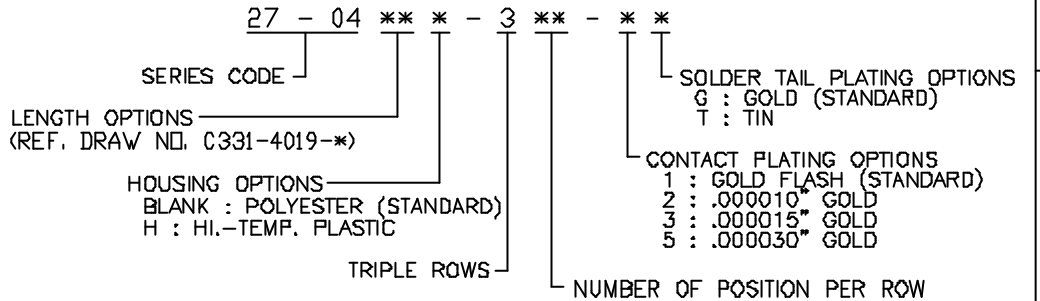 27 - 04 ** * - 3 ** - * *
SERIES CODE
SOLDER TAIL PLATING OPTIONS
G : GOLD (STANDARD)
T : TIN
LENGTH OPTIONS
(REF. DRAW NO. C331-4019-*)
CONTACT PLATING OPTIONS
1 : GOLD FLASH (STANDARD)
2 : .000010" GOLD
3 : .000015" GOLD
5 : .000030" GOLD
HOUSING OPTIONS
BLANK : POLYESTER (STANDARD)
H : HI.-TEMP. PLASTIC
TRIPLE ROWS
NUMBER OF POSITION PER ROW